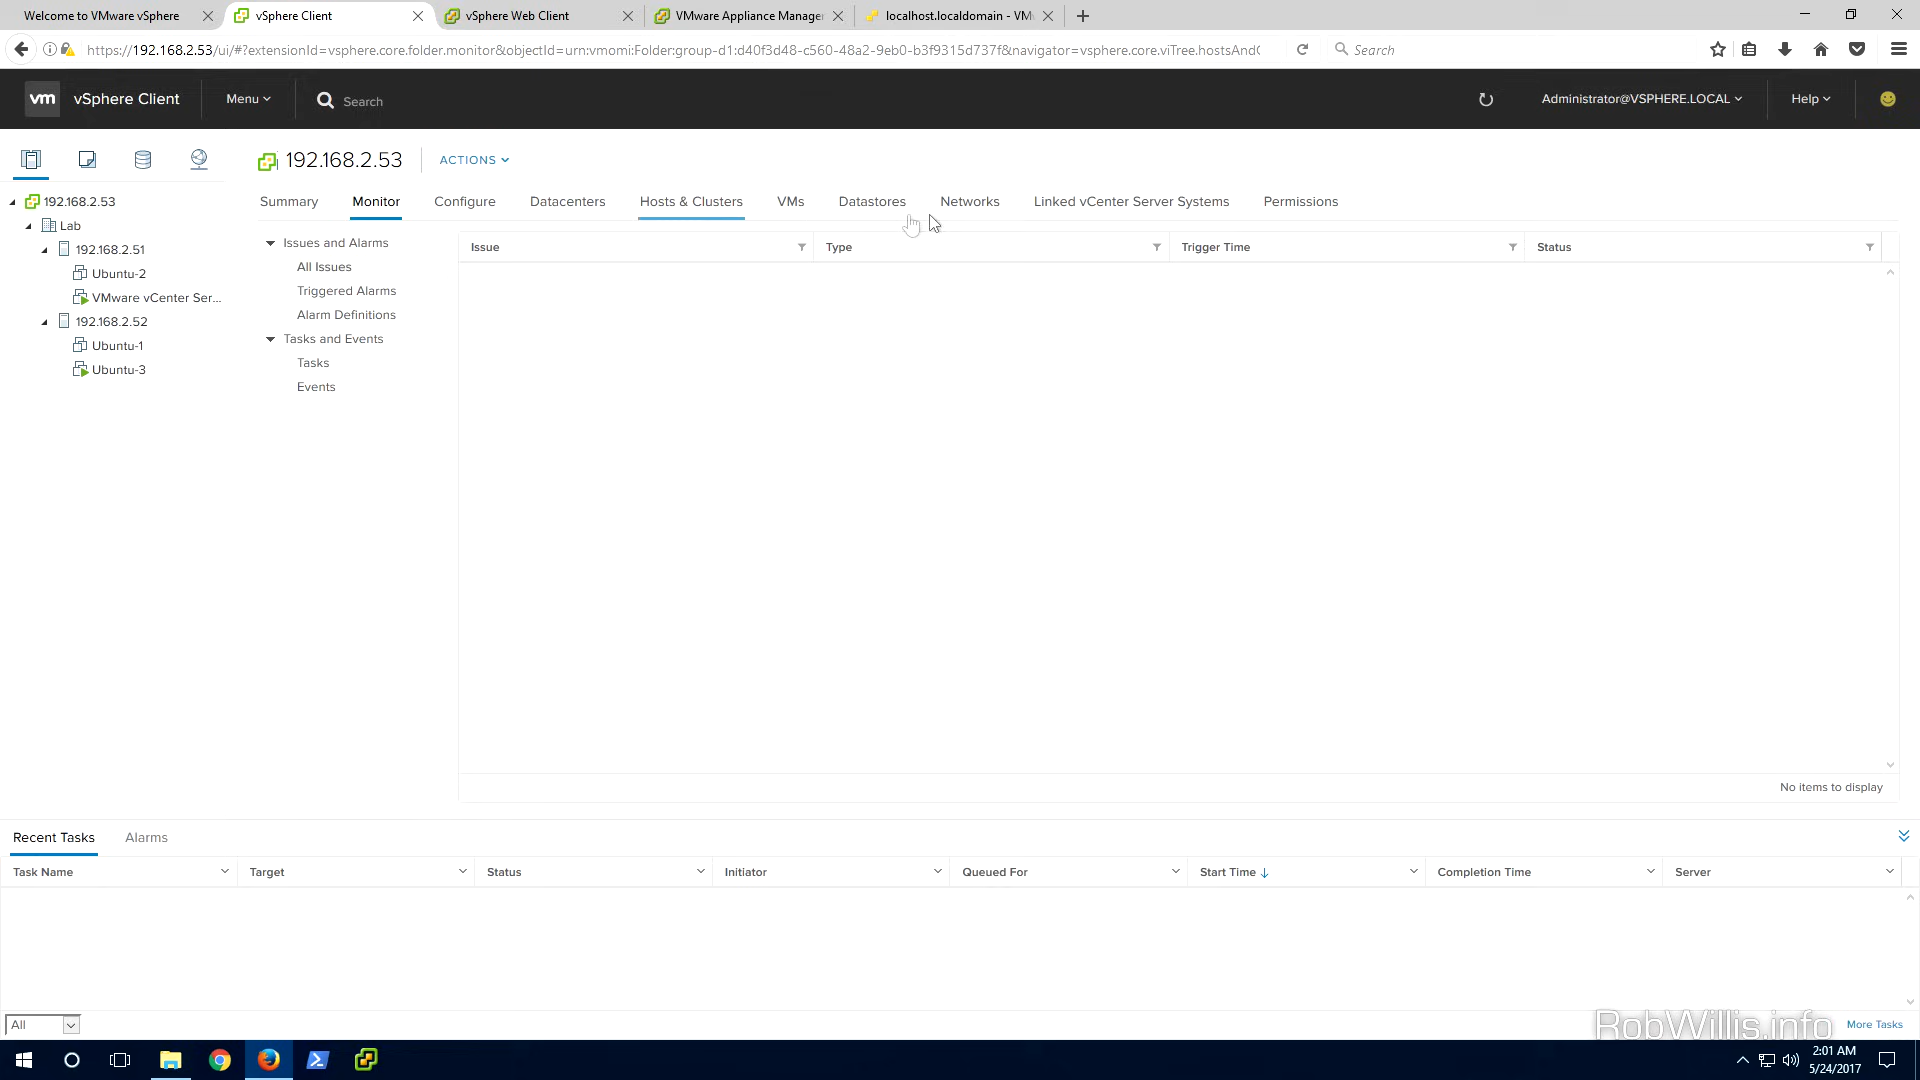 Welcome to VMware vSphere
vSphere Client
vSphere Web Client
VMware Appliance Manage
localhost.localdomain - VM
https://192.168.2.53/ui/#?extensionId=vsphere.core.folder.monitor&objectId=urn:vmomi:Folder:group-d1:d40f3d48-c560-48a2-9eb0-b3f9315d737f&navigator=vsphere.core.viTree.hostsAnd
Search
vm vSphere Client
Menu
Search
Administrator@VSPHERE.LOCAL
Help
192.168.2.53
ACTIONS
Summary Monitor Configure Datacenters Hosts & Clusters VMs Datastores Networks Linked vCenter Server Systems Permissions
192.168.2.53
Lab
192.168.2.51
Ubuntu-2
VMware vCenter Ser...
192.168.2.52
Ubuntu-1
Ubuntu-3
Issues and Alarms
All Issues
Triggered Alarms
Alarm Definitions
Tasks and Events
Tasks
Events
Issue Type Trigger Time Status
No items to display
Recent Tasks Alarms
Task Name Target Status Initiator Queued For Start Time Completion Time Server
All
RobWillis.info
More Tasks
2:01 AM
5/24/2017